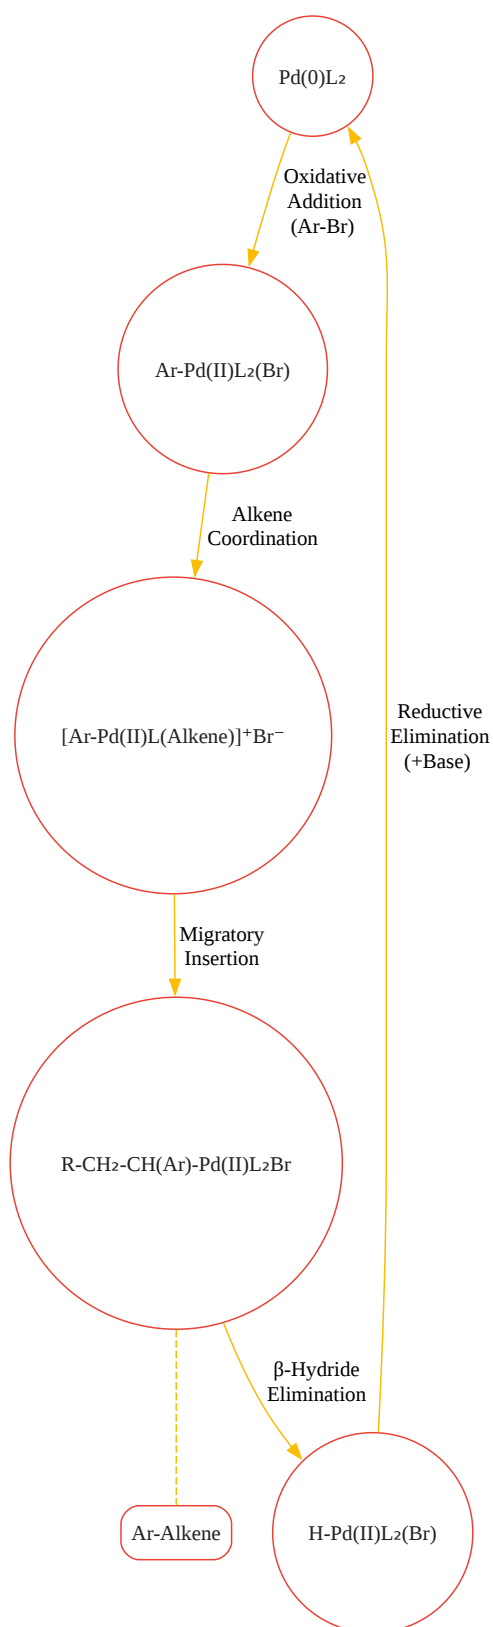 Pd(0)L₂
Oxidative
Addition
(Ar-Br)
Ar-Pd(II)L₂(Br)
Alkene
Coordination
[Ar-Pd(II)L(Alkene)]⁺Br⁻
Reductive
Elimination
(+Base)
Migratory
Insertion
R-CH₂-CH(Ar)-Pd(II)L₂Br
β-Hydride
Elimination
Ar-Alkene
H-Pd(II)L₂(Br)